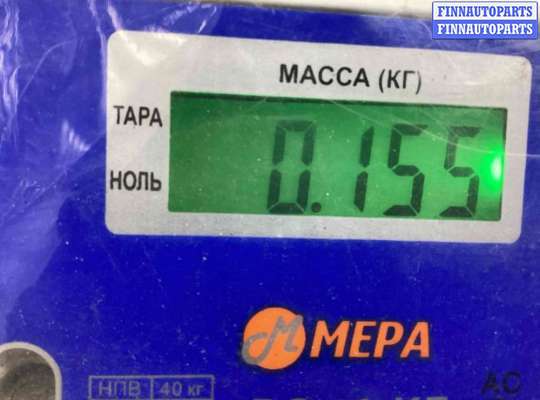 FINNAUTOPARTS
FINNAUTOPARTS
МАССА (КГ)
ТАРА
НОЛЬ
0.155
М МЕРА
НПВ 40 кг
АС